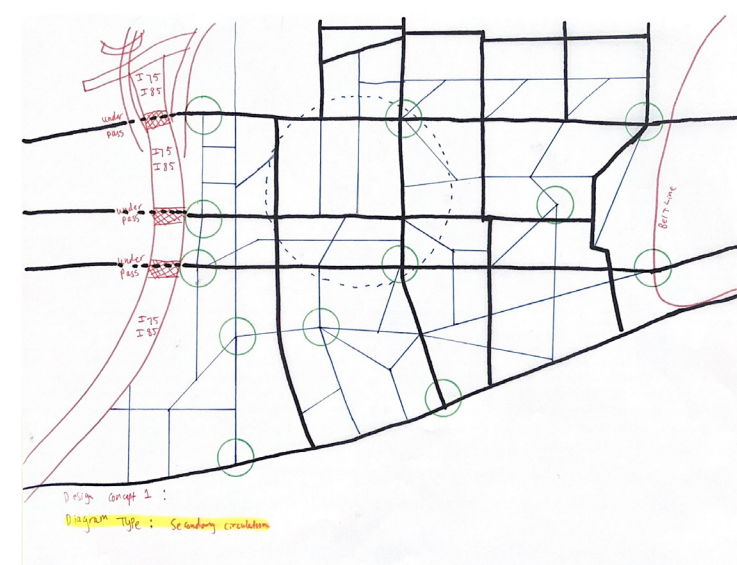 I 75
I 85
under
pass
I 75
I 85
under
pass
Belt Line
under
pass
I 75
I 85
Design concept 1 :
Diagram Type : Secondary circulation